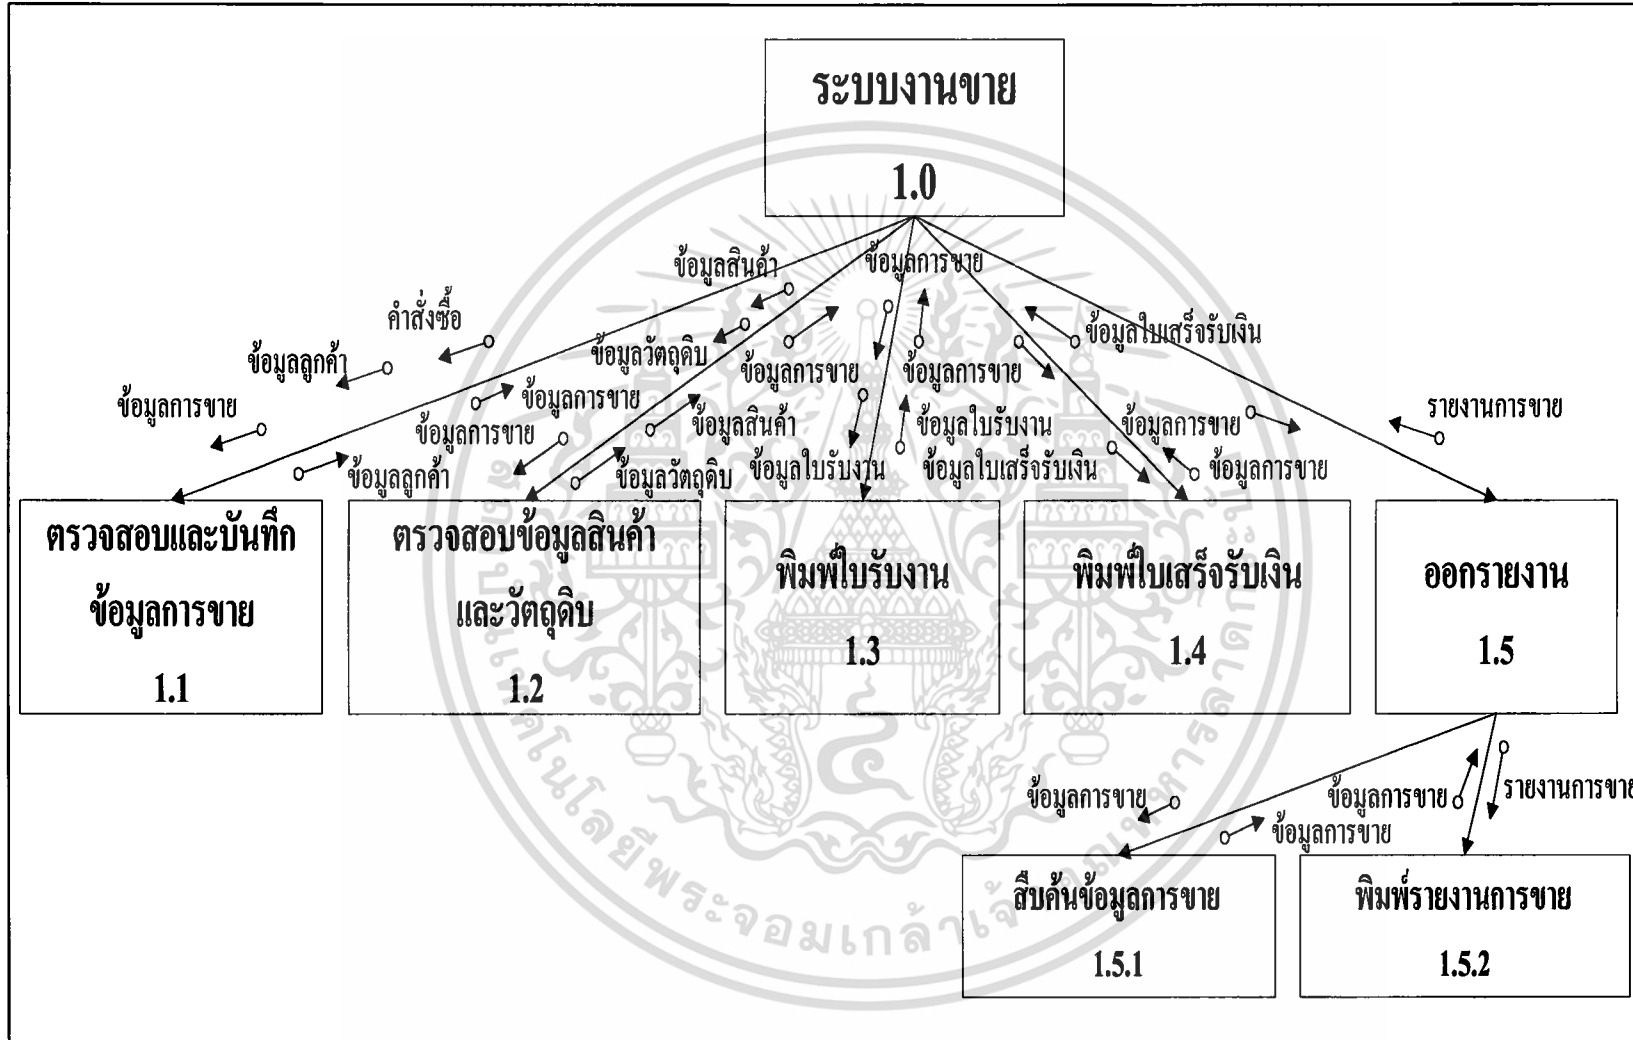 ระบบงานขาย
1.0
ข้อมูลสินค้า
ข้อมูลการขาย
คำสั่งซื้อ
ข้อมูลใบเสร็จรับเงิน
ข้อมูลลูกค้า
ข้อมูลวัตถุดิบ
ข้อมูลการขาย
ข้อมูลการขาย
ข้อมูลการขาย
ข้อมูลการขาย
รายงานการขาย
ข้อมูลการขาย
ข้อมูลสินค้า
ข้อมูลใบรับงาน
ข้อมูลการขาย
ข้อมูลลูกค้า
ข้อมูลวัตถุดิบ
ข้อมูลใบรับงาน
ข้อมูลใบเสร็จรับเงิน
ข้อมูลการขาย
ตรวจสอบและบันทึก
ข้อมูลการขาย
1.1
ตรวจสอบข้อมูลสินค้า
และวัตถุดิบ
1.2
พิมพ์ใบรับงาน
1.3
พิมพ์ใบเสร็จรับเงิน
1.4
ออกรายงาน
1.5
ข้อมูลการขาย
ข้อมูลการขาย
รายงานการขาย
ข้อมูลการขาย
สืบค้นข้อมูลการขาย
1.5.1
พิมพ์รายงานการขาย
1.5.2